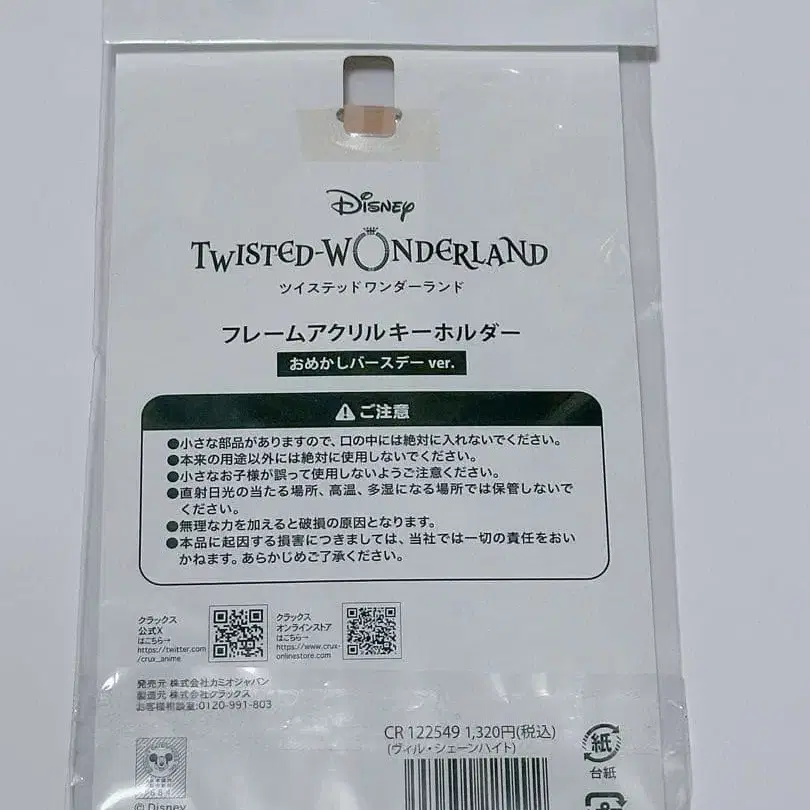 Disney
TWISTED-WONDERLAND
ツイステッドワンダーランド
フレームアクリルキーホルダー
おめかしバースデー ver.
ご注意
●小さな部品がありますので、口の中には絶対に入れないでください。
●本来の用途以外には絶対に使用しないでください。
●小さなお子様が誤って使用しないようご注意ください。
●直射日光の当たる場所、高温、多湿になる場所では保管しないで
ください。
●無理な力を加えると破損の原因となります。
●本品に起因する損害につきましては、当社では一切の責任をおい
かねます。あらかじめご了承ください。
クラックス
公式X
はこちら→
https://twitter.com
/crux_anime
クラックス
オンラインストア
はこちら→
https://www.crux-
onlinestore.com
発売元 株式会社カミオジャパン
製造元 株式会社クラックス
お客様相談室:0120-991-803
CR 122549 1,320円(税込)
(ヴィル・シェーンハイト)
紙
台紙
© Disney